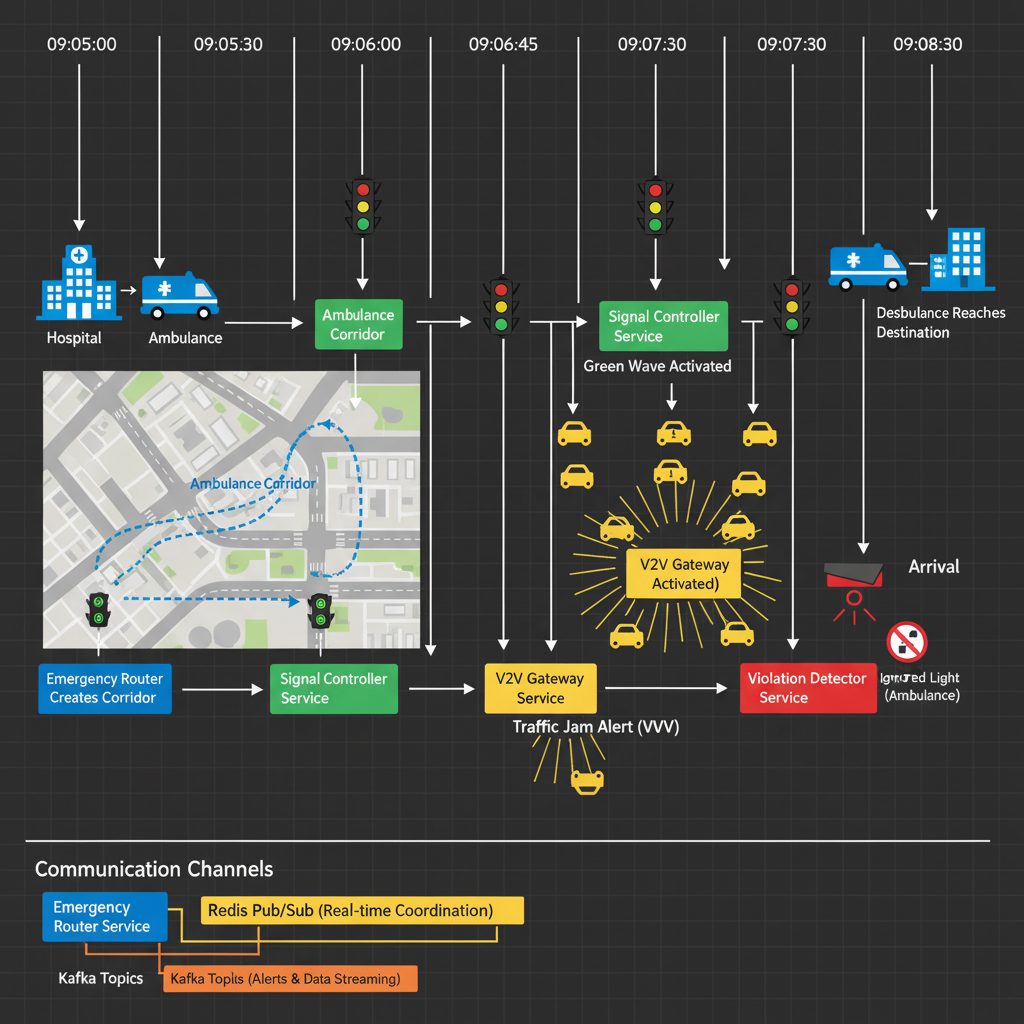 09:05:00 09:05:30 09:06:00 09:06:45 09:07:30 09:07:30 09:08:30
Hospital
Ambulance
Ambulance
Corridor
Signal Controller
Service
Green Wave Activated
Desbulance Reaches
Destination
Ambulance Corridor
V2V Gateway
Activated)
Arrival
Emergency Router
Creates Corridor
Signal Controller
Service
V2V Gateway
Service
Traffic Jam Alert (VVV)
Violation Detector
Service
Light
(Ambulance)
Communication Channels
Emergency
Router Service
Redis Pub/Sub (Real-time Coordination)
Kafka Topics
Kafka Toplis (Alerts & Data Streaming)